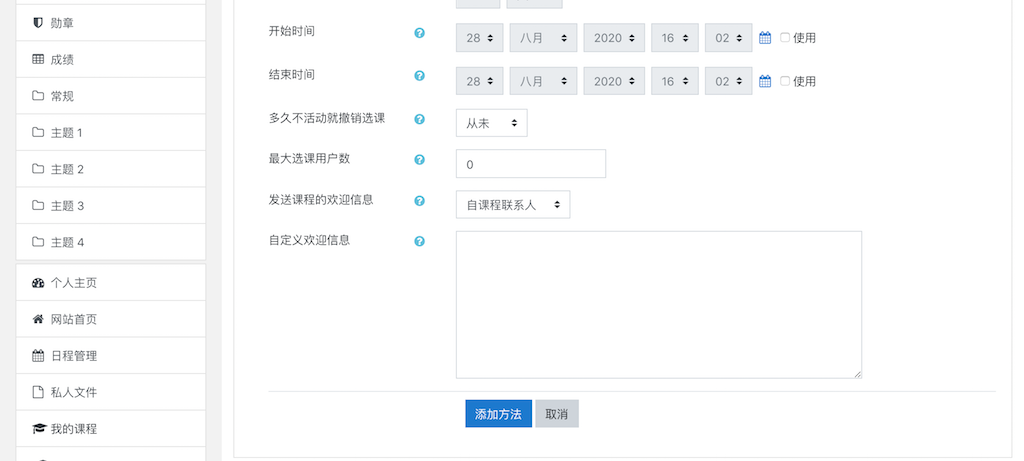 勋章
成绩
常规
主题 1
主题 2
主题 3
主题 4
个人主页
网站首页
日程管理
私人文件
我的课程
开始时间 28 八月 2020 16 02 使用
结束时间 28 八月 2020 16 02 使用
多久不活动就撤销选课 从未
最大选课用户数 0
发送课程的欢迎信息 自课程联系人
自定义欢迎信息
添加方法 取消